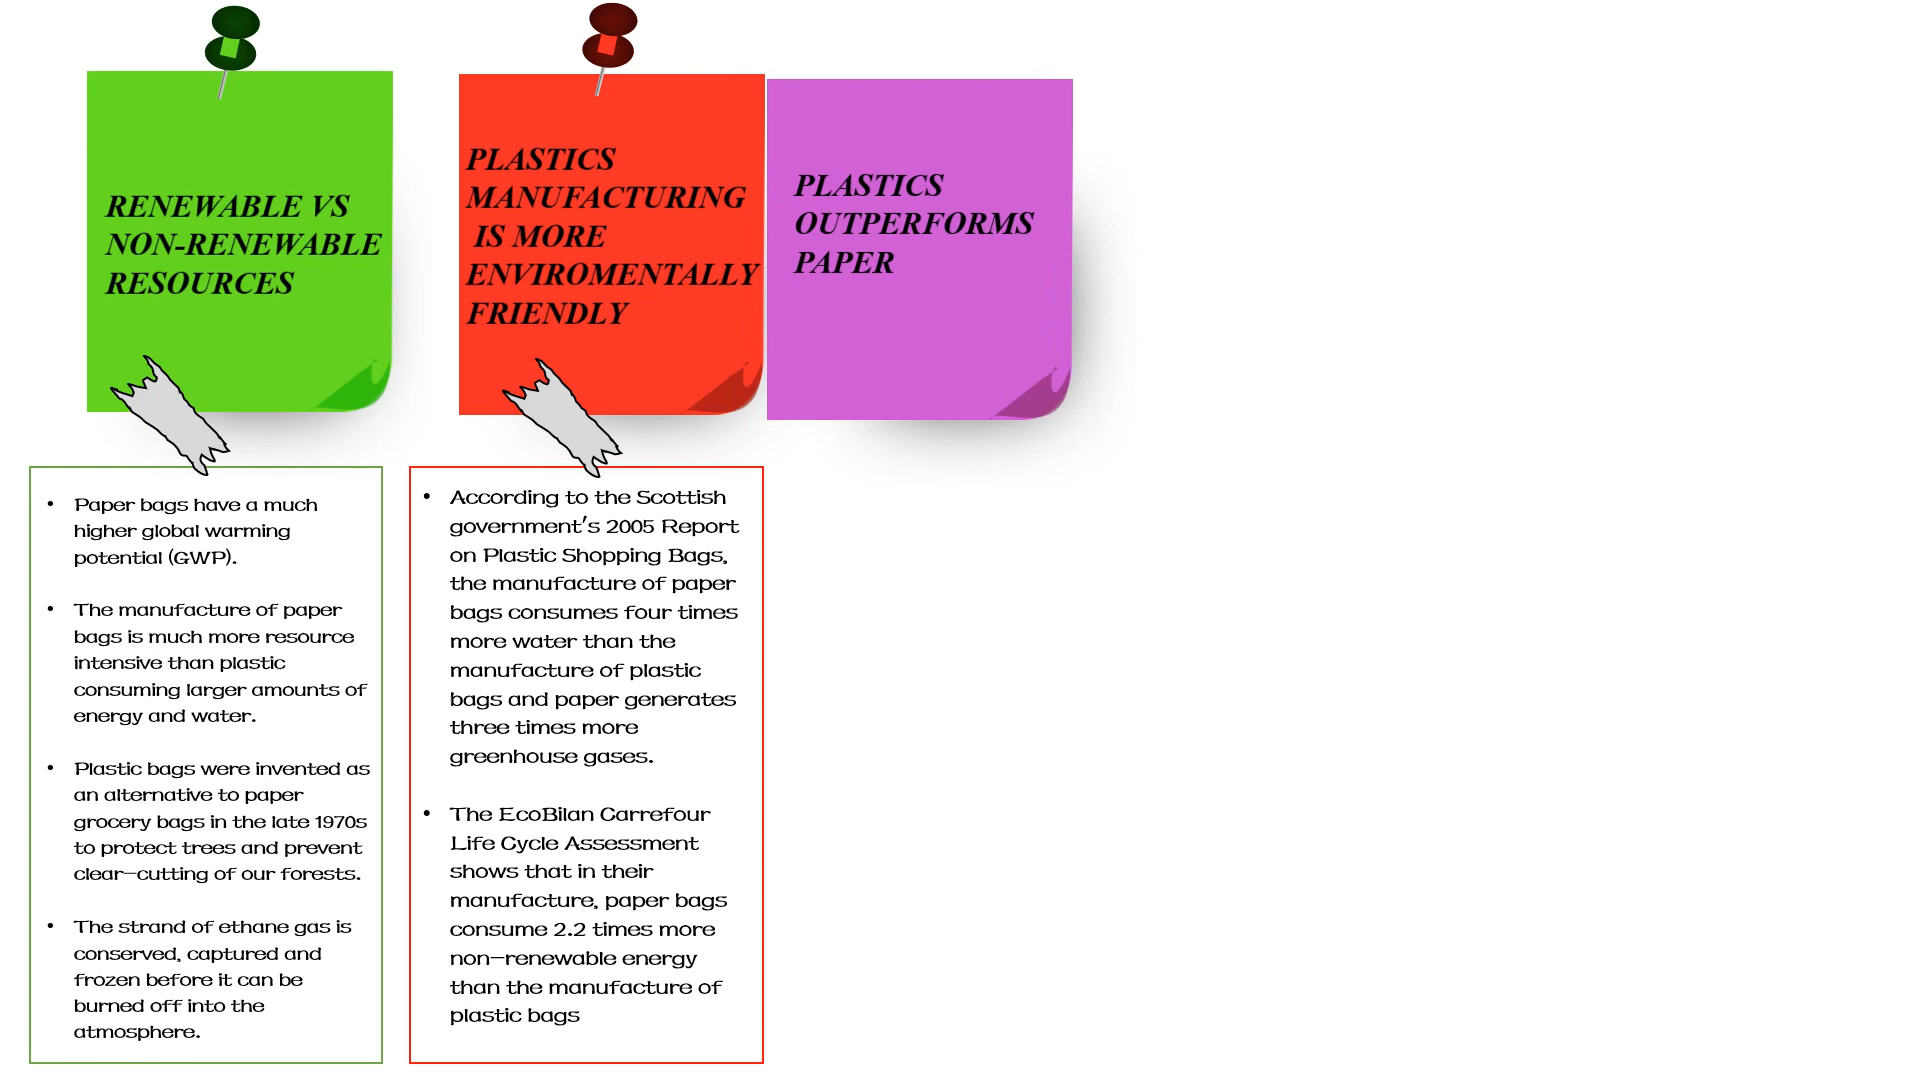 RENEWABLE VS
NON-RENEWABLE
RESOURCES
PLASTICS
MANUFACTURING
IS MORE
ENVIROMENTALLY
FRIENDLY
PLASTICS
OUTPERFORMS
PAPER
• Paper bags have a much
higher global warming
potential (GWP).
• The manufacture of paper
bags is much more resource
intensive than plastic
consuming larger amounts of
energy and water.
• Plastic bags were invented as
an alternative to paper
grocery bags in the late 1970s
to protect trees and prevent
clear-cutting of our forests.
• The strand of ethane gas is
conserved, captured and
frozen before it can be
burned off into the
atmosphere.
• According to the Scottish
government's 2005 Report
on Plastic Shopping Bags,
the manufacture of paper
bags consumes four times
more water than the
manufacture of plastic
bags and paper generates
three times more
greenhouse gases.
• The EcoBilan Carrefour
Life Cycle Assessment
shows that in their
manufacture, paper bags
consume 2.2 times more
non-renewable energy
than the manufacture of
plastic bags